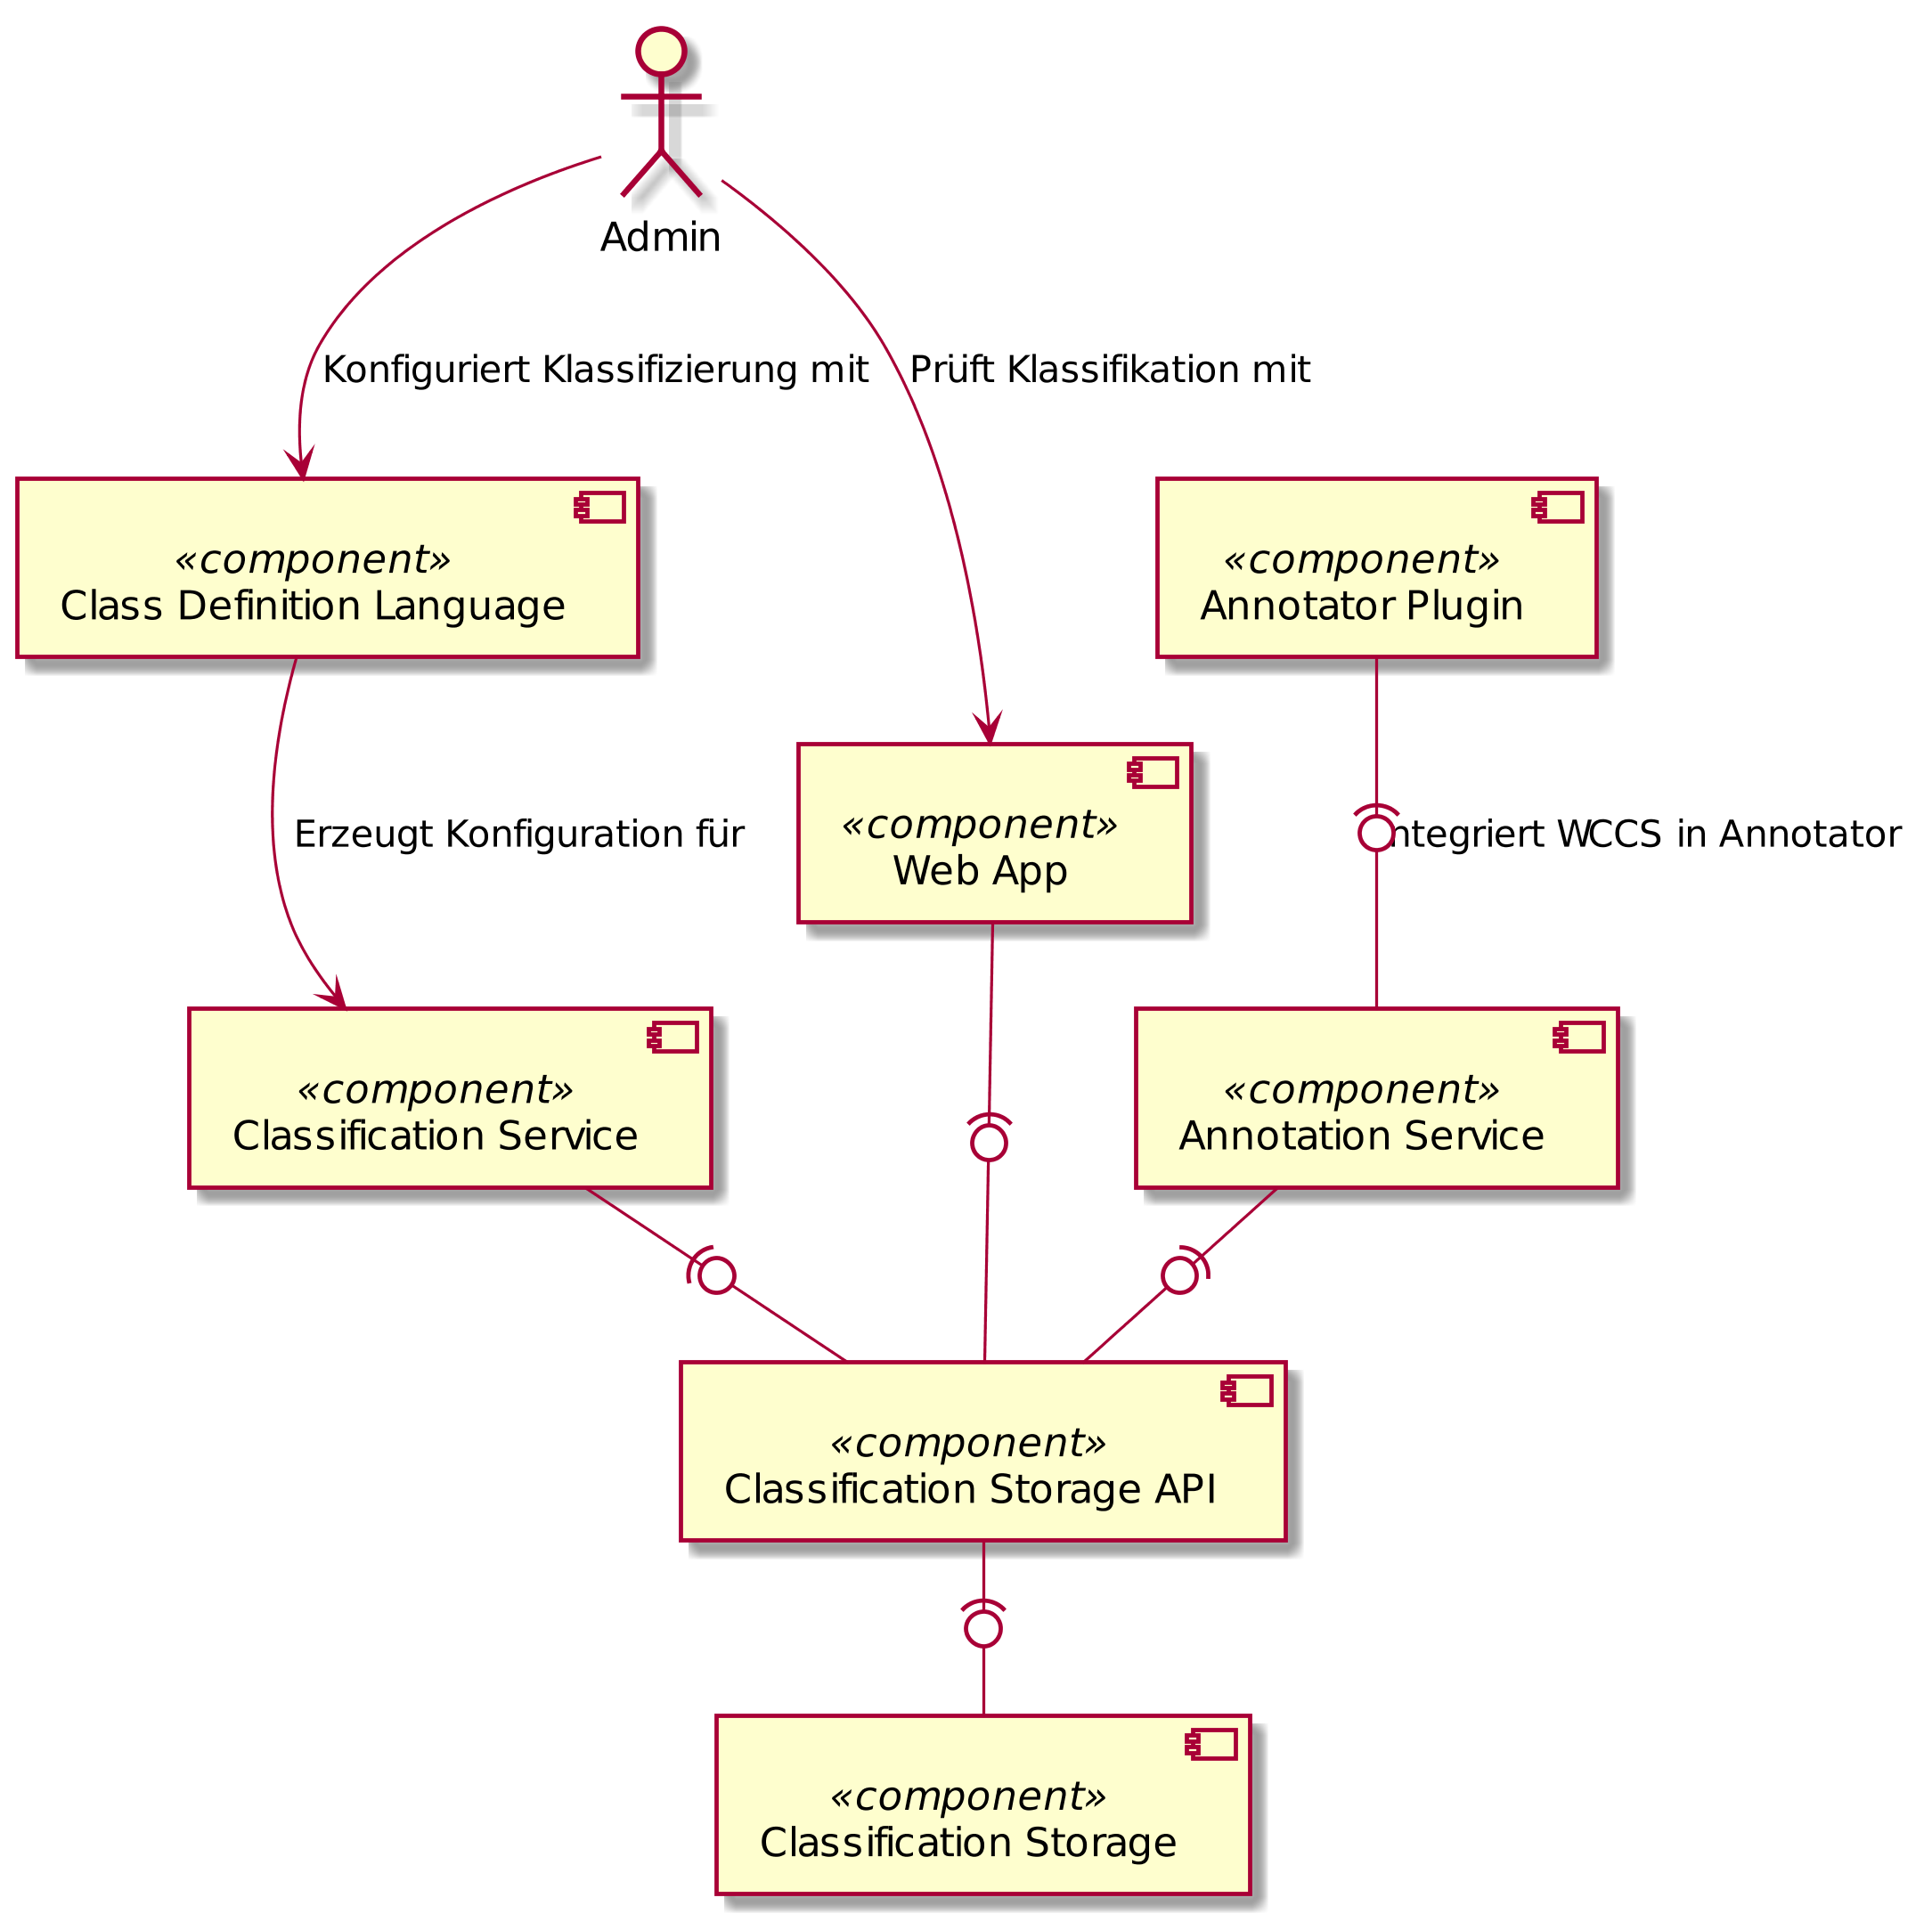 Admin
Konfiguriert Klassifizierung mit
Prüft Klassifikation mit
«component»
Class Definition Language
«component»
Annotator Plugin
«component»
Web App
Erzeugt Konfiguration für
ntegriert WCCS in Annotator
«component»
Classification Service
«component»
Annotation Service
«component»
Classification Storage API
«component»
Classification Storage